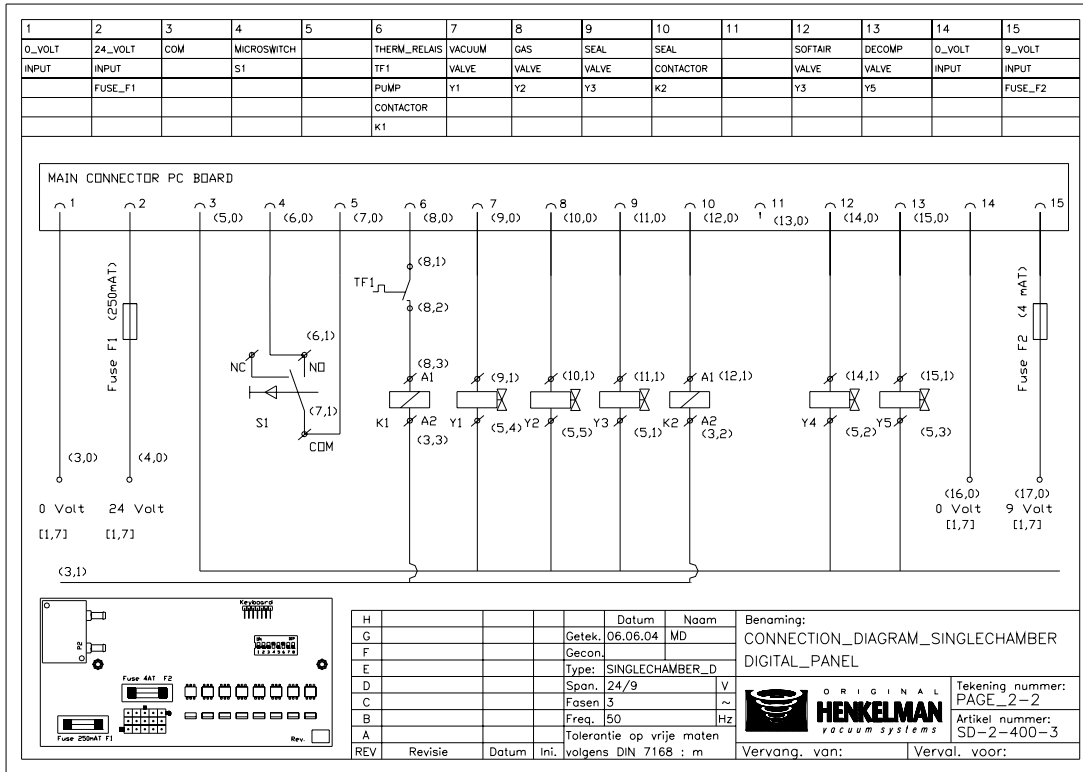 1 2 3 4 5 6 7 8 9 10 11 12 13 14 15
0_VOLT 24_VOLT COM MICROSWITCH THERM_RELAIS VACUUM GAS SEAL SEAL SOFTAIR DECOMP 0_VOLT 9_VOLT
INPUT INPUT S1 TF1 VALVE VALVE VALVE CONTACTOR VALVE VALVE INPUT INPUT
FUSE_F1 PUMP Y1 Y2 Y3 K2 Y3 Y5 FUSE_F2
CONTACTOR
K1
MAIN CONNECTOR PC BOARD
1 2 3 4 5 6 7 8 9 10 11 12 13 14 15
(5,0) (6,0) (7,0) (8,0) (9,0) (10,0) (11,0) (12,0) (13,0) (14,0) (15,0)
(8,1)
TF1
(8,2)
Fuse F1 (250mAT)
Fuse F2 (4 mAT)
(6,1)
NC NO
(8,3)
A1 (9,1) (10,1) (11,1) A1 (12,1) (14,1) (15,1)
S1 (7,1)
COM
K1 A2 Y1 Y2 Y3 K2 A2 Y4 Y5
(3,3) (5,4) (5,5) (5,1) (3,2) (5,2) (5,3)
(3,0) (4,0)
0 Volt 24 Volt
[1,7] [1,7]
(16,0) (17,0)
0 Volt 9 Volt
[1,7] [1,7]
(3,1)
Keyboard
P2
ON DIP
1 2 3 4 5 6 7 8
Fuse 4AT F2
Fuse 250mAT F1
Rev.
H Datum Naam
G Getek. 06.06.04 MD
F Gecon.
E Type: SINGLECHAMBER_D
D Span. 24/9 V
C Fasen 3 ~
B Freq. 50 Hz
A Tolerantie op vrije maten
REV Revisie Datum Ini. volgens DIN 7168 : m
Benaming:
CONNECTION_DIAGRAM_SINGLECHAMBER
DIGITAL_PANEL
ORIGINAL
HENKELMAN
vacuum systems
Tekening nummer:
PAGE_2-2
Artikel nummer:
SD-2-400-3
Vervang. van: Verval. voor: